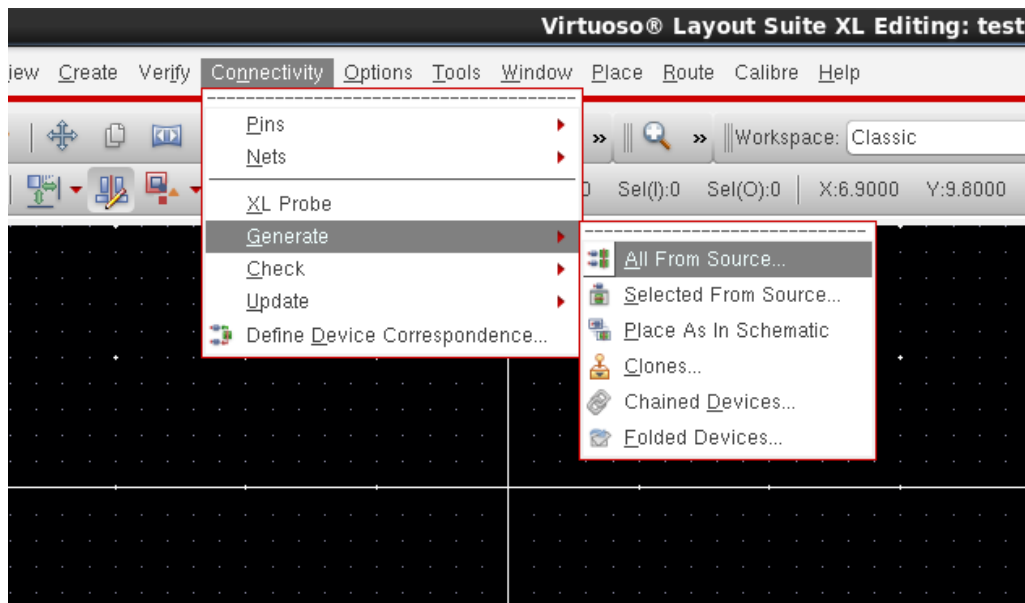 Virtuoso® Layout Suite XL Editing: test
iew Create Verify Connectivity Options Tools Window Place Route Calibre Help
Pins
Nets
XL Probe
Generate
Check
Update
Define Device Correspondence...
» » Workspace: Classic
0 Sel(I):0 Sel(O):0 X:6.9000 Y:9.8000
All From Source...
Selected From Source...
Place As In Schematic
Clones...
Chained Devices...
Folded Devices...